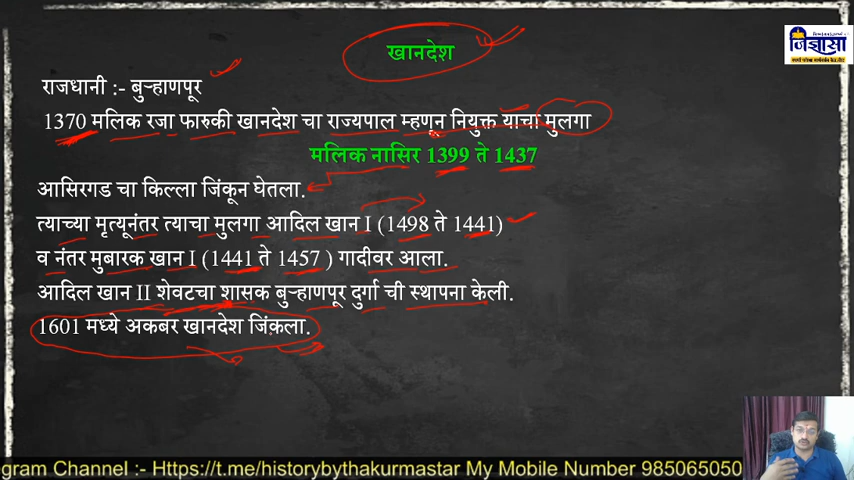 खानदेश
जिज्ञासा
राजधानी :- बुऱ्हाणपूर
1370 मलिक रजा फारुकी खानदेश चा राज्यपाल म्हणून नियुक्त याचा मुलगा
मलिक नासिर 1399 ते 1437
आसिरगड चा किल्ला जिंकून घेतला.
त्याच्या मृत्यूनंतर त्याचा मुलगा आदिल खान I (1498 ते 1441)
व नंतर मुबारक खान I (1441 ते 1457 ) गादीवर आला.
आदिल खान II शेवटचा शासक बुऱ्हाणपूर दुर्गा ची स्थापना केली.
1601 मध्ये अकबर खानदेश जिंकला.
egram Channel :- Https://t.me/historybythakurmastar My Mobile Number 985065050